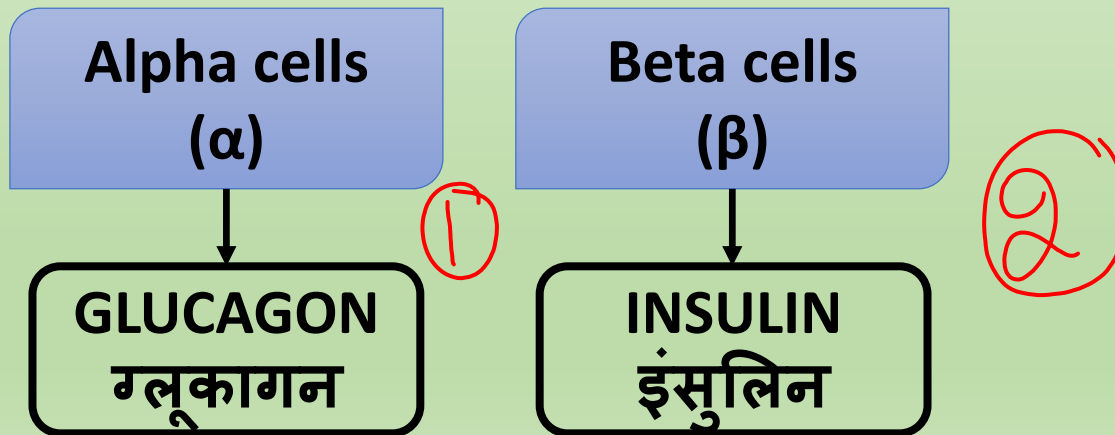 Alpha cells
(α)
Beta cells
(β)
1
2
GLUCAGON
ग्लूकागन
INSULIN
इंसुलिन